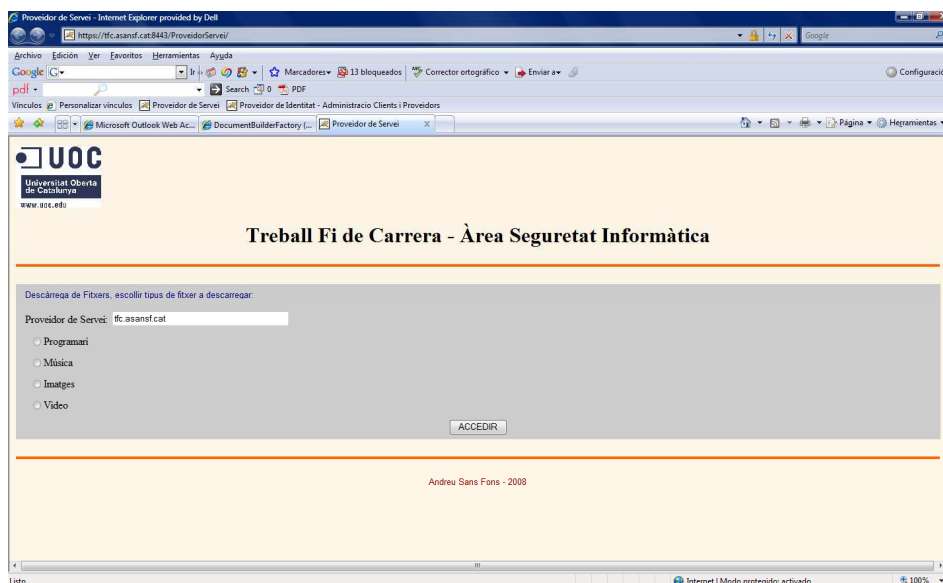 Proveidor de Servei - Internet Explorer provided by Dell
https://tfc.asansf.cat:8443/ProveidorServei/
Google
Archivo Edición Ver Favoritos Herramientas Ayuda
Google G Ir Marcadores 13 bloqueados Corrector ortográfico Enviar a Configuració
pdf Search 0 PDF
Vínculos Personalizar vínculos Proveidor de Servei Proveidor de Identitat - Administracio Clients i Proveidors
Microsoft Outlook Web Ac... DocumentBuilderFactory (... Proveidor de Servei X Página Herramientas
UOC
Universitat Oberta
de Catalunya
www.uoc.edu
Treball Fi de Carrera - Àrea Seguretat Informàtica
Descàrrega de Fitxers, escollir tipus de fitxer a descarregar:
Proveidor de Servei: tfc.asansf.cat
Programari
Música
Imatges
Video
ACCEDIR
Andreu Sans Fons - 2008
Listo Internet | Modo protegido: activado 100%